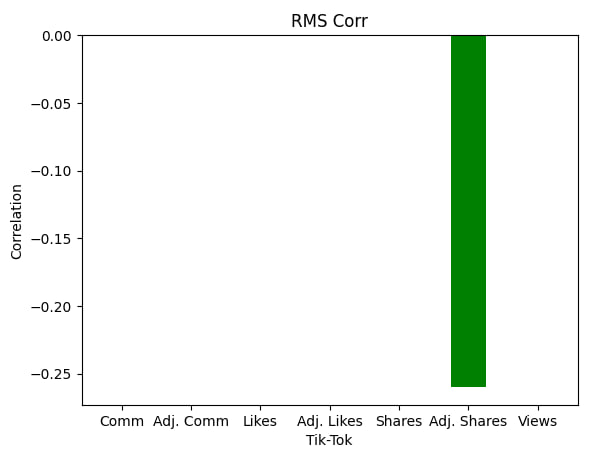 RMS Corr
0.00
−0.05
−0.10
−0.15
−0.20
−0.25
Correlation
Comm Adj. Comm Likes Adj. Likes Shares Adj. Shares Views
Tik-Tok